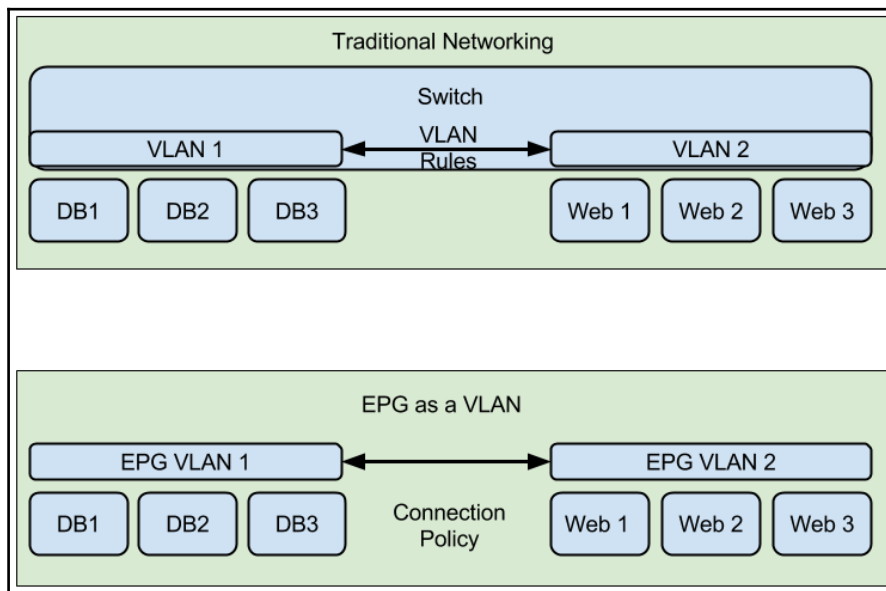 Traditional Networking
Switch
VLAN 1
VLAN
Rules
VLAN 2
DB1
DB2
DB3
Web 1
Web 2
Web 3
EPG as a VLAN
EPG VLAN 1
EPG VLAN 2
DB1
DB2
DB3
Connection
Policy
Web 1
Web 2
Web 3